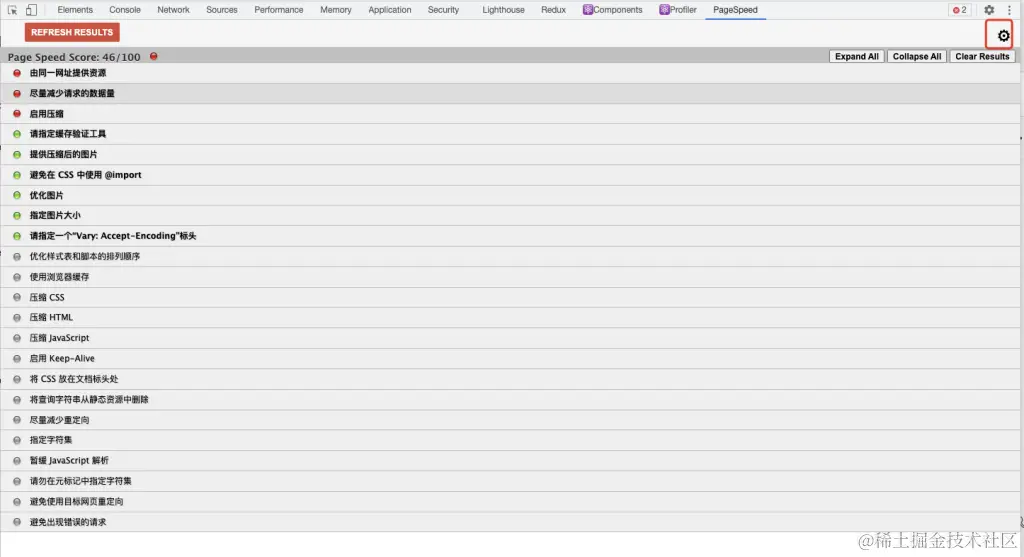 Elements Console Network Sources Performance Memory Application Security Lighthouse Redux Components Profiler PageSpeed 2
REFRESH RESULTS
Page Speed Score: 46/100 Expand All Collapse All Clear Results
由同一网址提供资源
尽量减少请求的数据量
启用压缩
请指定缓存验证工具
提供压缩后的图片
避免在 CSS 中使用 @import
优化图片
指定图片大小
请指定一个“Vary: Accept-Encoding”标头
优化样式表和脚本的排列顺序
使用浏览器缓存
压缩 CSS
压缩 HTML
压缩 JavaScript
启用 Keep-Alive
将 CSS 放在文档标头处
将查询字符串从静态资源中删除
尽量减少重定向
指定字符集
暂缓 JavaScript 解析
请勿在元标记中指定字符集
避免使用目标网页重定向
避免出现错误的请求
@稀土掘金技术社区